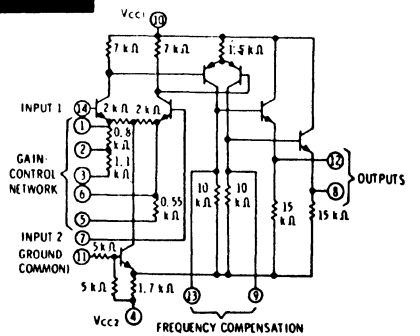 VCC1 10
7 kΩ 7 kΩ 1.5 kΩ
INPUT 1 14 2 kΩ 2 kΩ
1 0.8 kΩ
2
3 1.1 kΩ
GAIN-CONTROL NETWORK
6
5 0.55 kΩ
INPUT 2 7
GROUND (COMMON) 11 5 kΩ
5 kΩ 1.7 kΩ
VCC2 4
10 kΩ 10 kΩ
12
8 OUTPUTS
15 kΩ 15 kΩ
13 9
FREQUENCY COMPENSATION